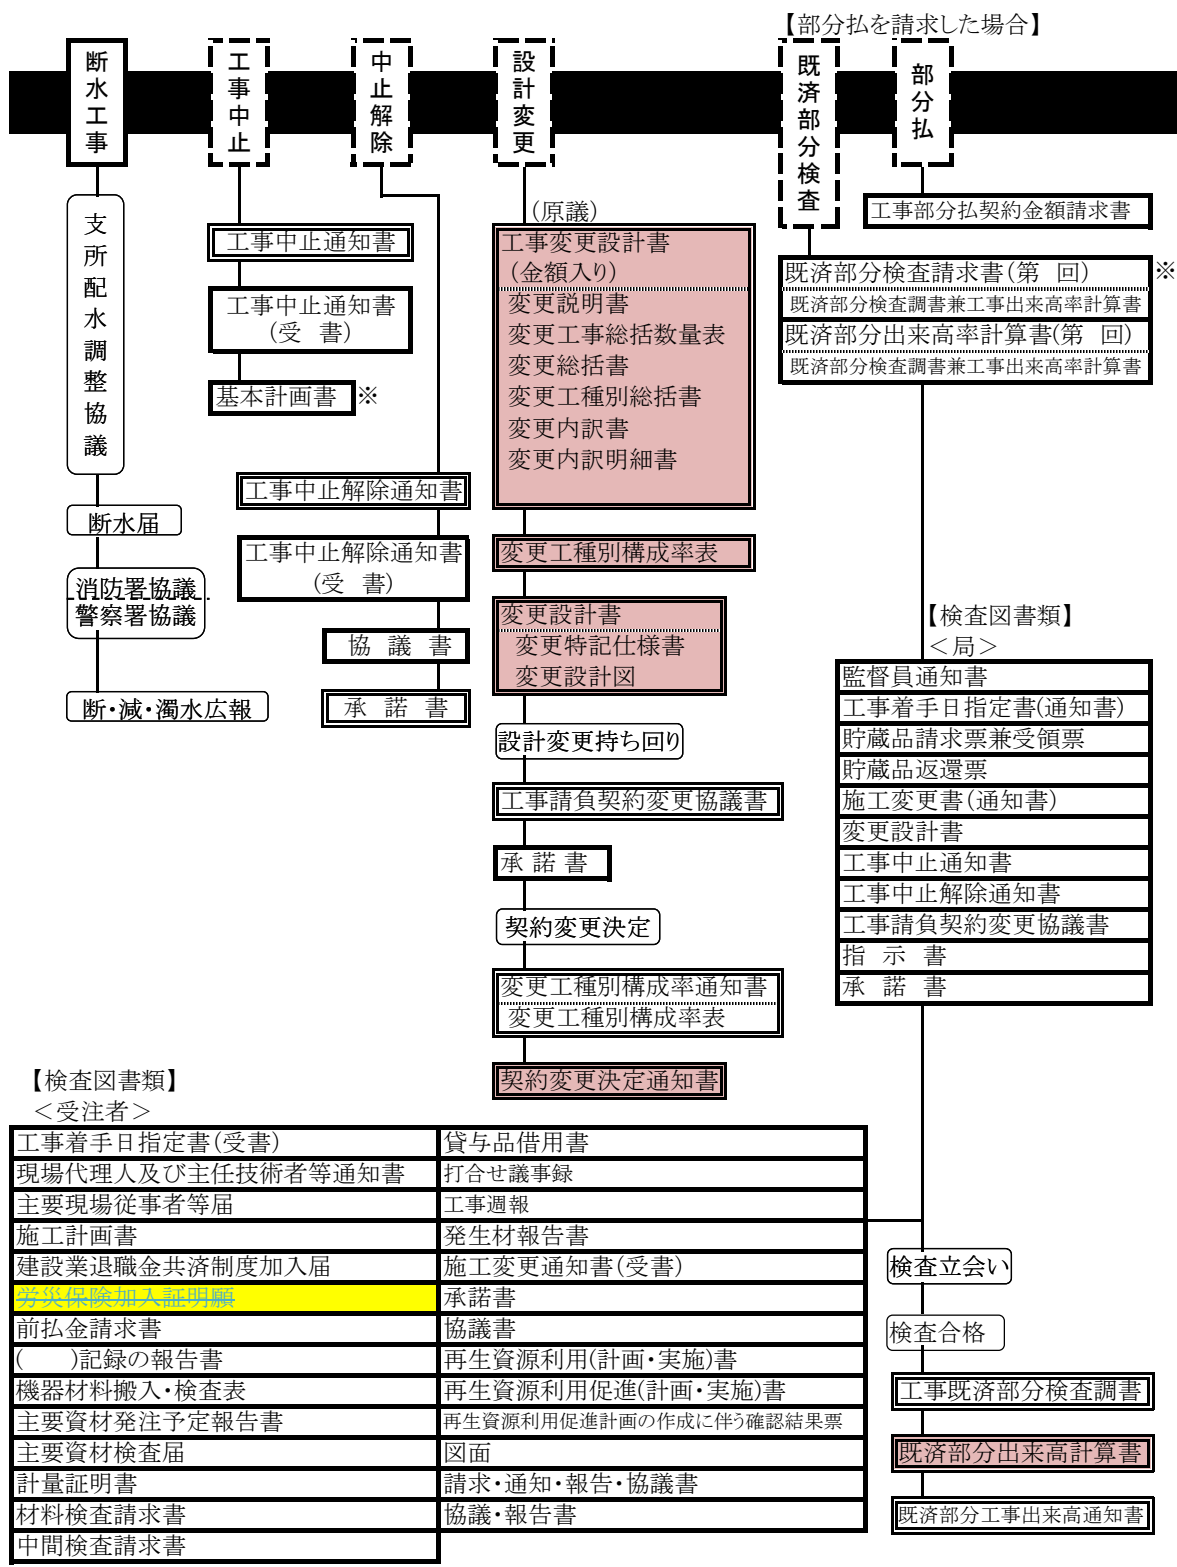 【部分払を請求した場合】
断水工事
工事中止
中止解除
設計変更
既済部分検査
部分払
支所配水調整協議
断水届
消防署協議
警察署協議
断・減・濁水広報
工事中止通知書
工事中止通知書
(受　書)
基本計画書 ※
工事中止解除通知書
工事中止解除通知書
(受　書)
協　議　書
承　諾　書
(原議)
工事変更設計書
(金額入り)
変更説明書
変更工事総括数量表
変更総括書
変更工種別総括書
変更内訳書
変更内訳明細書
変更工種別構成率表
変更設計書
変更特記仕様書
変更設計図
設計変更持ち回り
工事請負契約変更協議書
承 諾 書
契約変更決定
変更工種別構成率通知書
変更工種別構成率表
契約変更決定通知書
工事部分払契約金額請求書
既済部分検査請求書(第　回) ※
既済部分検査調書兼工事出来高率計算書
既済部分出来高率計算書(第　回)
既済部分検査調書兼工事出来高率計算書
【検査図書類】
＜局＞
監督員通知書
工事着手日指定書(通知書)
貯蔵品請求票兼受領票
貯蔵品返還票
施工変更書(通知書)
変更設計書
工事中止通知書
工事中止解除通知書
工事請負契約変更協議書
指　示　書
承　諾　書
【検査図書類】
＜受注者＞
工事着手日指定書(受書)
現場代理人及び主任技術者等通知書
主要現場従事者等届
施工計画書
建設業退職金共済制度加入届
労災保険加入証明願
前払金請求書
(　　)記録の報告書
機器材料搬入・検査表
主要資材発注予定報告書
主要資材検査届
計量証明書
材料検査請求書
中間検査請求書
貸与品借用書
打合せ議事録
工事週報
発生材報告書
施工変更通知書(受書)
承諾書
協議書
再生資源利用(計画・実施)書
再生資源利用促進(計画・実施)書
再生資源利用促進計画の作成に伴う確認結果票
図面
請求・通知・報告・協議書
協議・報告書
検査立会い
検査合格
工事既済部分検査調書
既済部分出来高計算書
既済部分工事出来高通知書